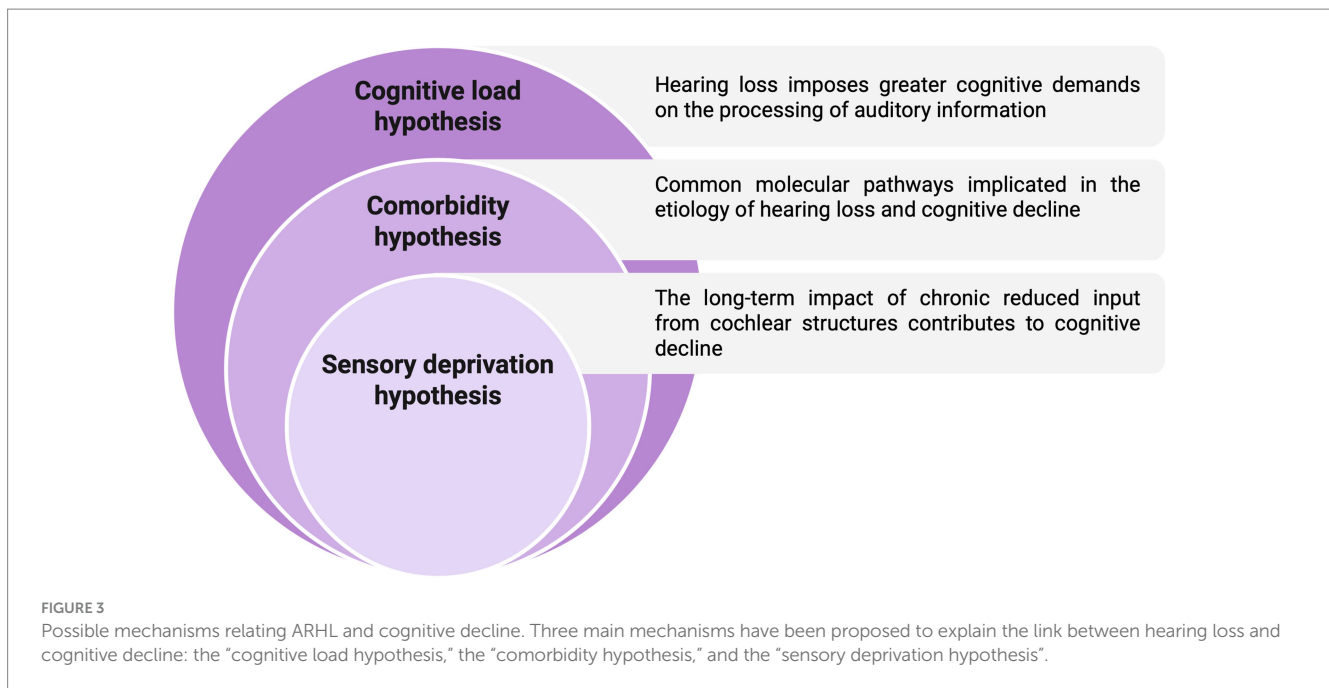 Cognitive load
hypothesis
Hearing loss imposes greater cognitive demands
on the processing of auditory information
Comorbidity
hypothesis
Common molecular pathways implicated in the
etiology of hearing loss and cognitive decline
Sensory deprivation
hypothesis
The long-term impact of chronic reduced input
from cochlear structures contributes to cognitive
decline
FIGURE 3
Possible mechanisms relating ARHL and cognitive decline. Three main mechanisms have been proposed to explain the link between hearing loss and
cognitive decline: the “cognitive load hypothesis,” the “comorbidity hypothesis,” and the “sensory deprivation hypothesis”.